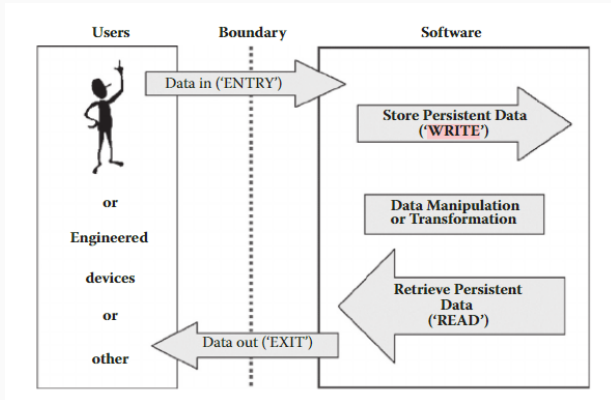 Users
Boundary
Software
Data in (‘ENTRY’)
Store Persistent Data
(‘WRITE’)
or
Engineered
devices
or
other
Data Manipulation
or Transformation
Retrieve Persistent
Data
(‘READ’)
Data out (‘EXIT’)